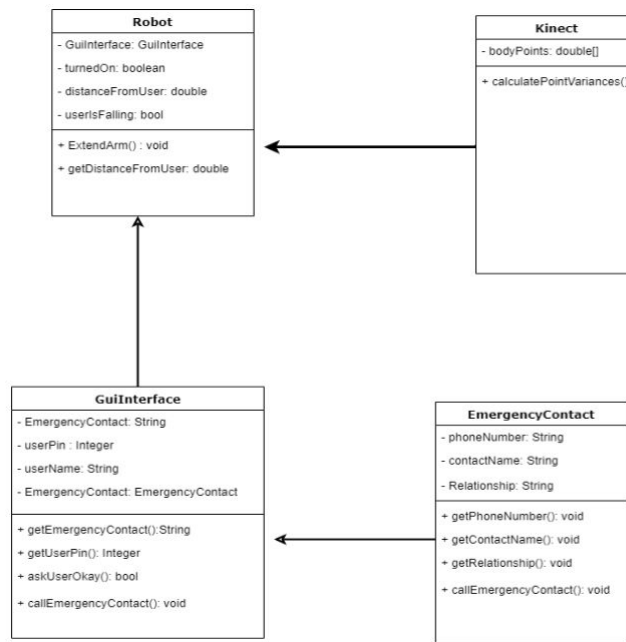 Robot
- GuiInterface: GuiInterface
- turnedOn: boolean
- distanceFromUser: double
- userIsFalling: bool
+ ExtendArm() : void
+ getDistanceFromUser: double
Kinect
- bodyPoints: double[]
+ calculatePointVariances()
GuiInterface
- EmergencyContact: String
- userPin : Integer
- userName: String
- EmergencyContact: EmergencyContact
+ getEmergencyContact():String
+ getUserPin(): Integer
+ askUserOkay(): bool
+ callEmergencyContact(): void
EmergencyContact
- phoneNumber: String
- contactName: String
- Relationship: String
+ getPhoneNumber(): void
+ getContactName(): void
+ getRelationship(): void
+ callEmergencyContact(): void